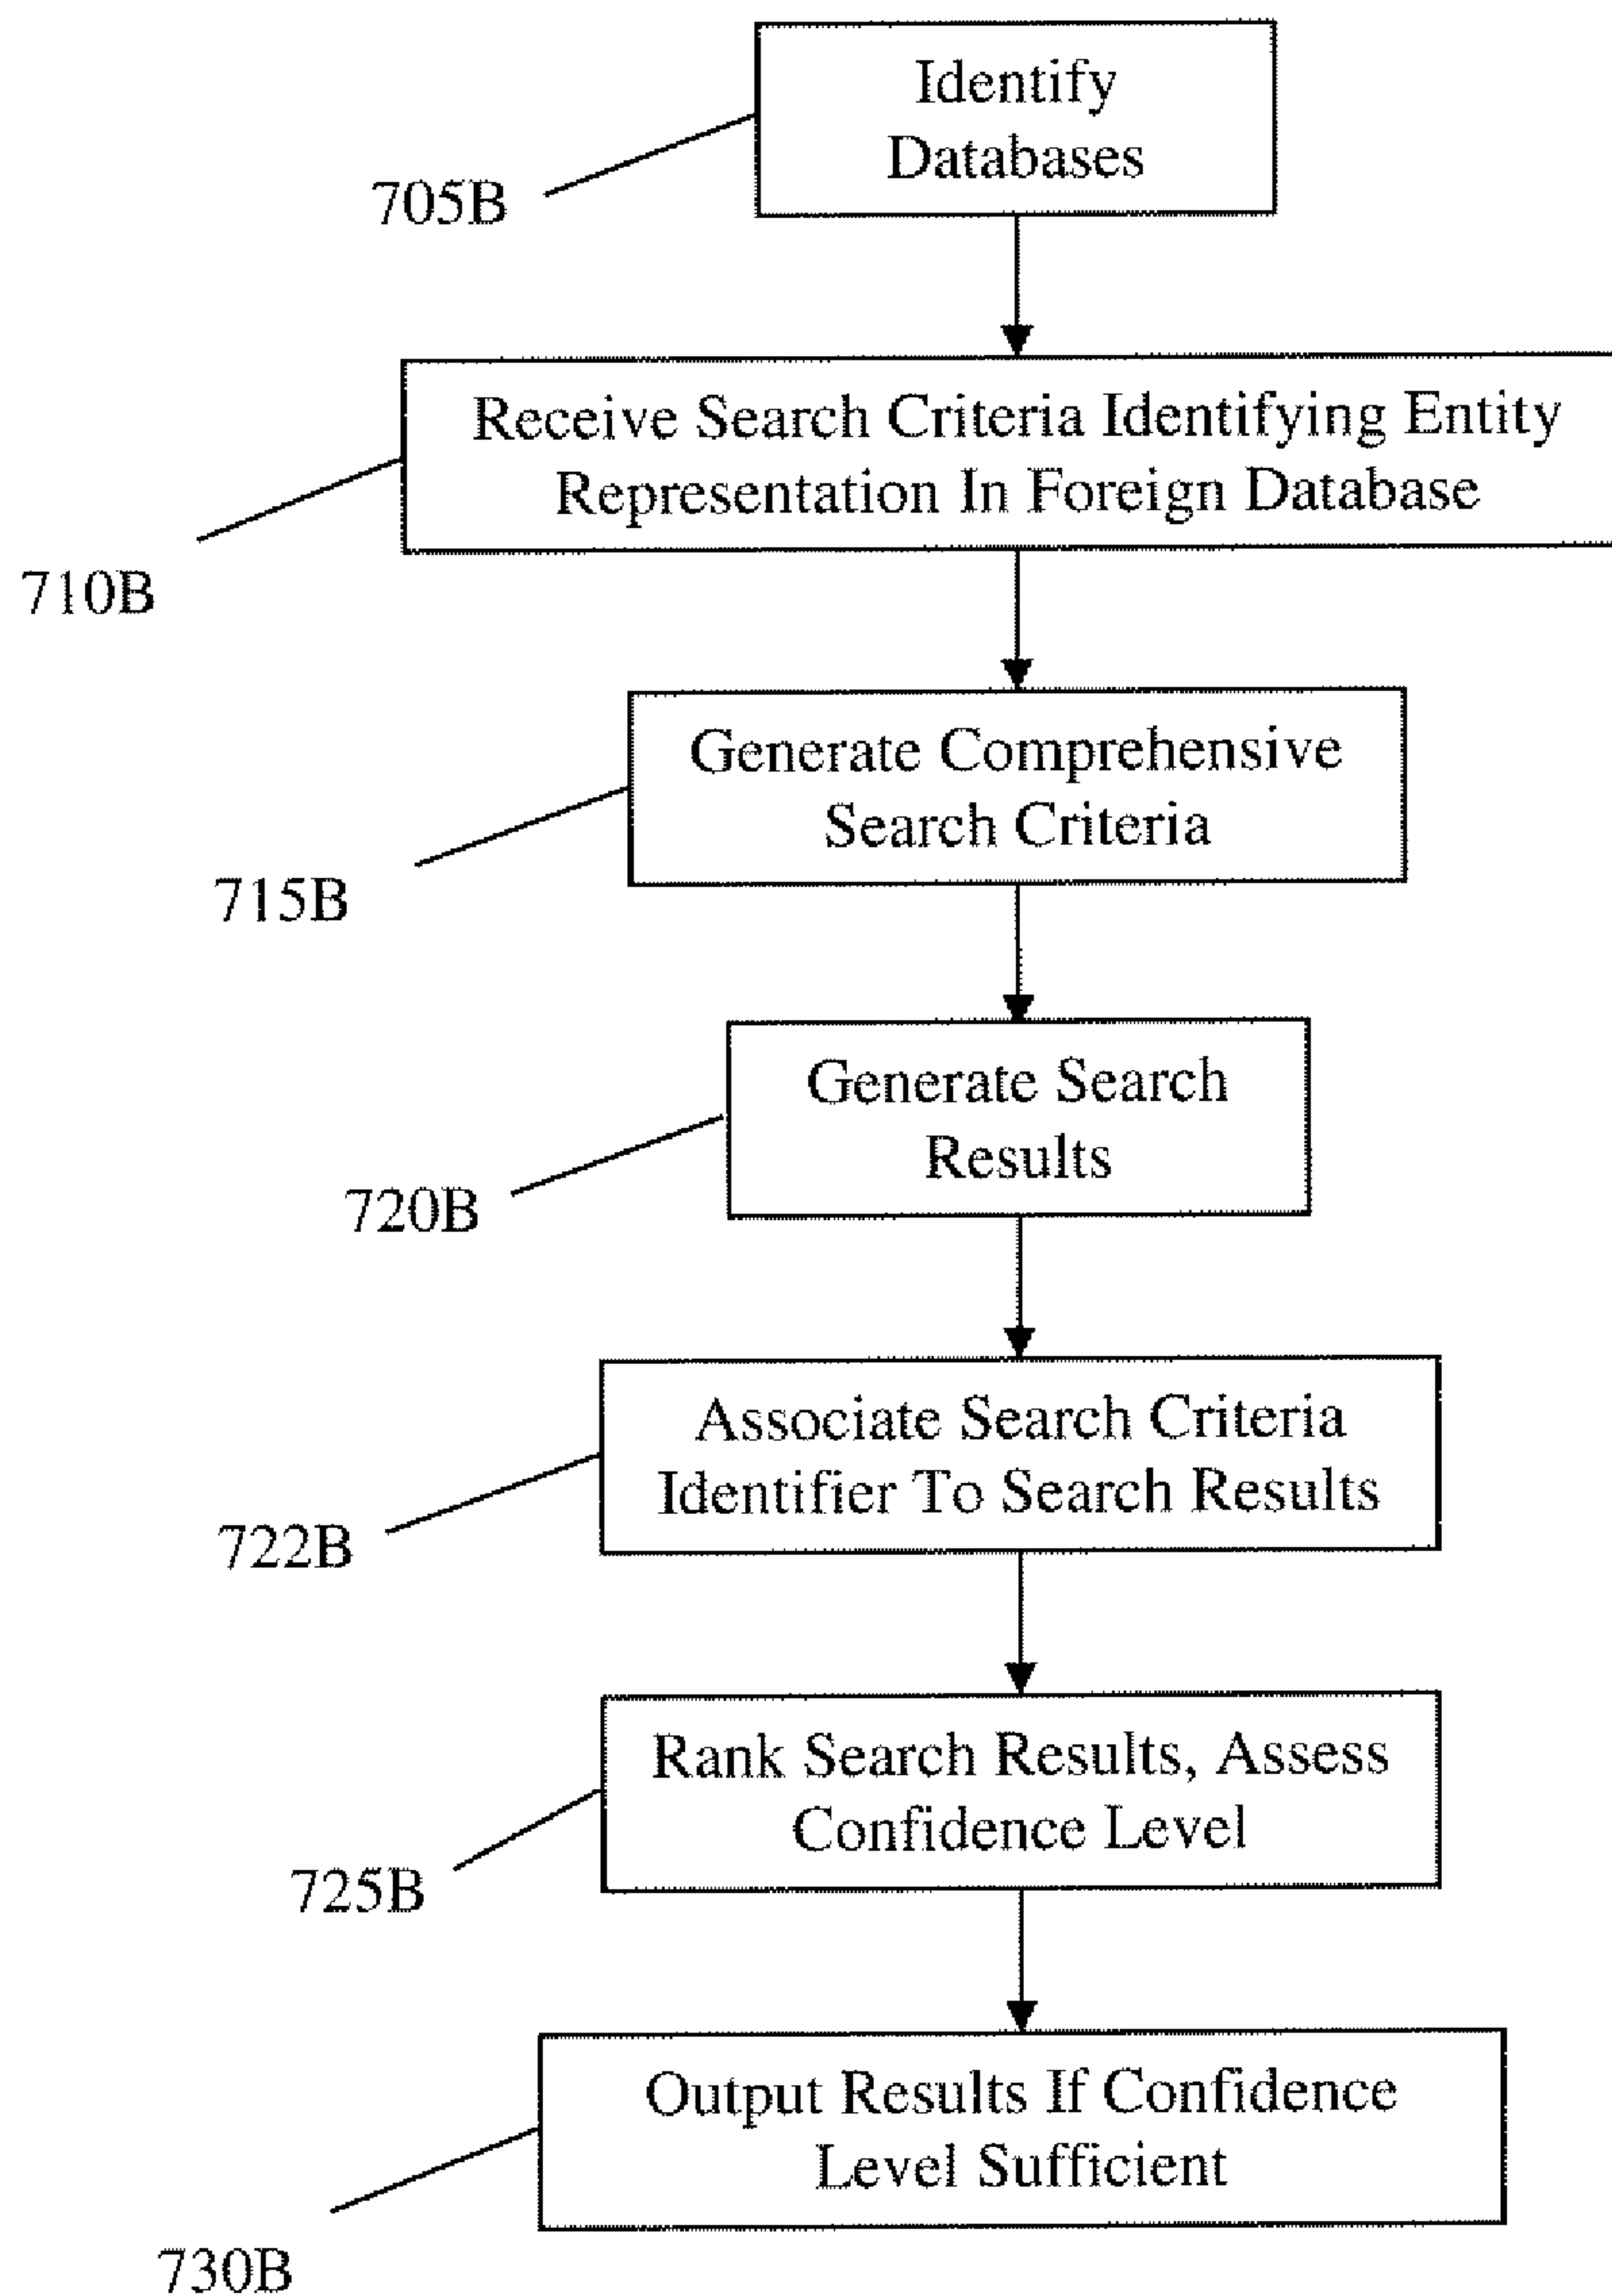 Identify
Databases
705B
Receive Search Criteria Identifying Entity
Representation In Foreign Database
710B
Generate Comprehensive
Search Criteria
715B
Generate Search
Results
720B
Associate Search Criteria
Identifier To Search Results
722B
Rank Search Results, Assess
Confidence Level
725B
Output Results If Confidence
Level Sufficient
730B